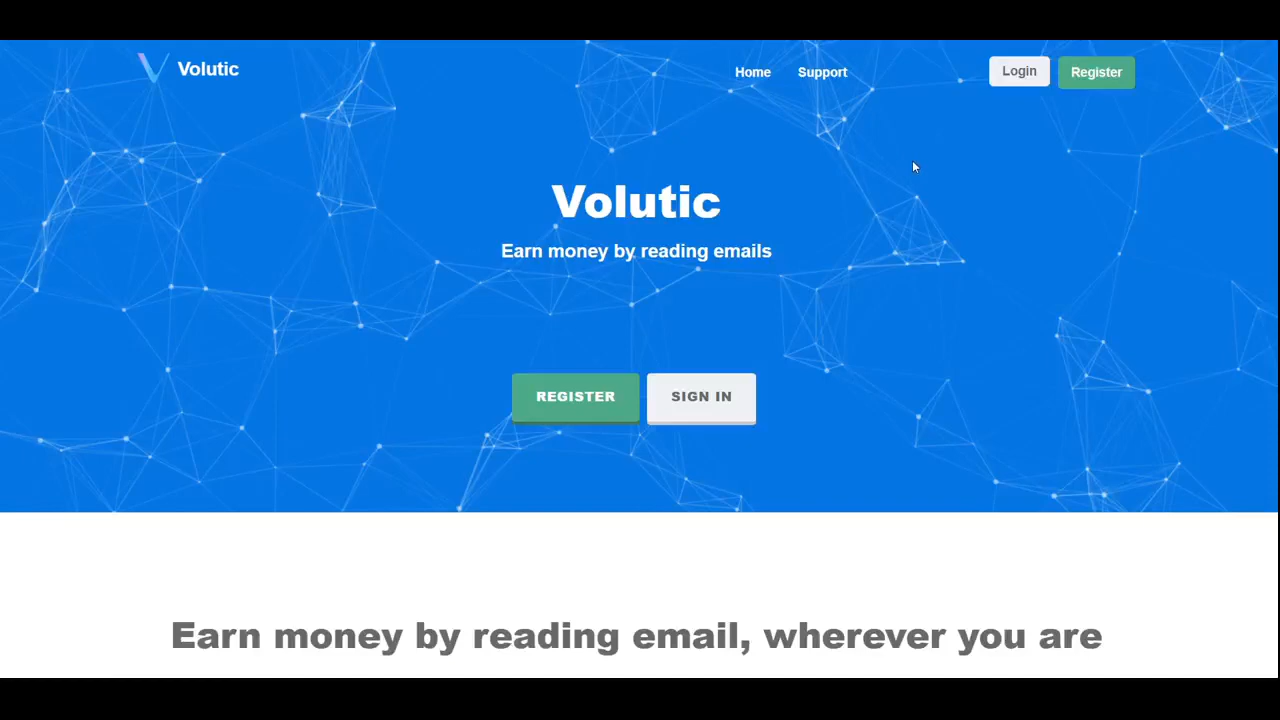 Volutic
Home
Support
Login
Register
Volutic
Earn money by reading emails
REGISTER
SIGN IN
Earn money by reading email, wherever you are